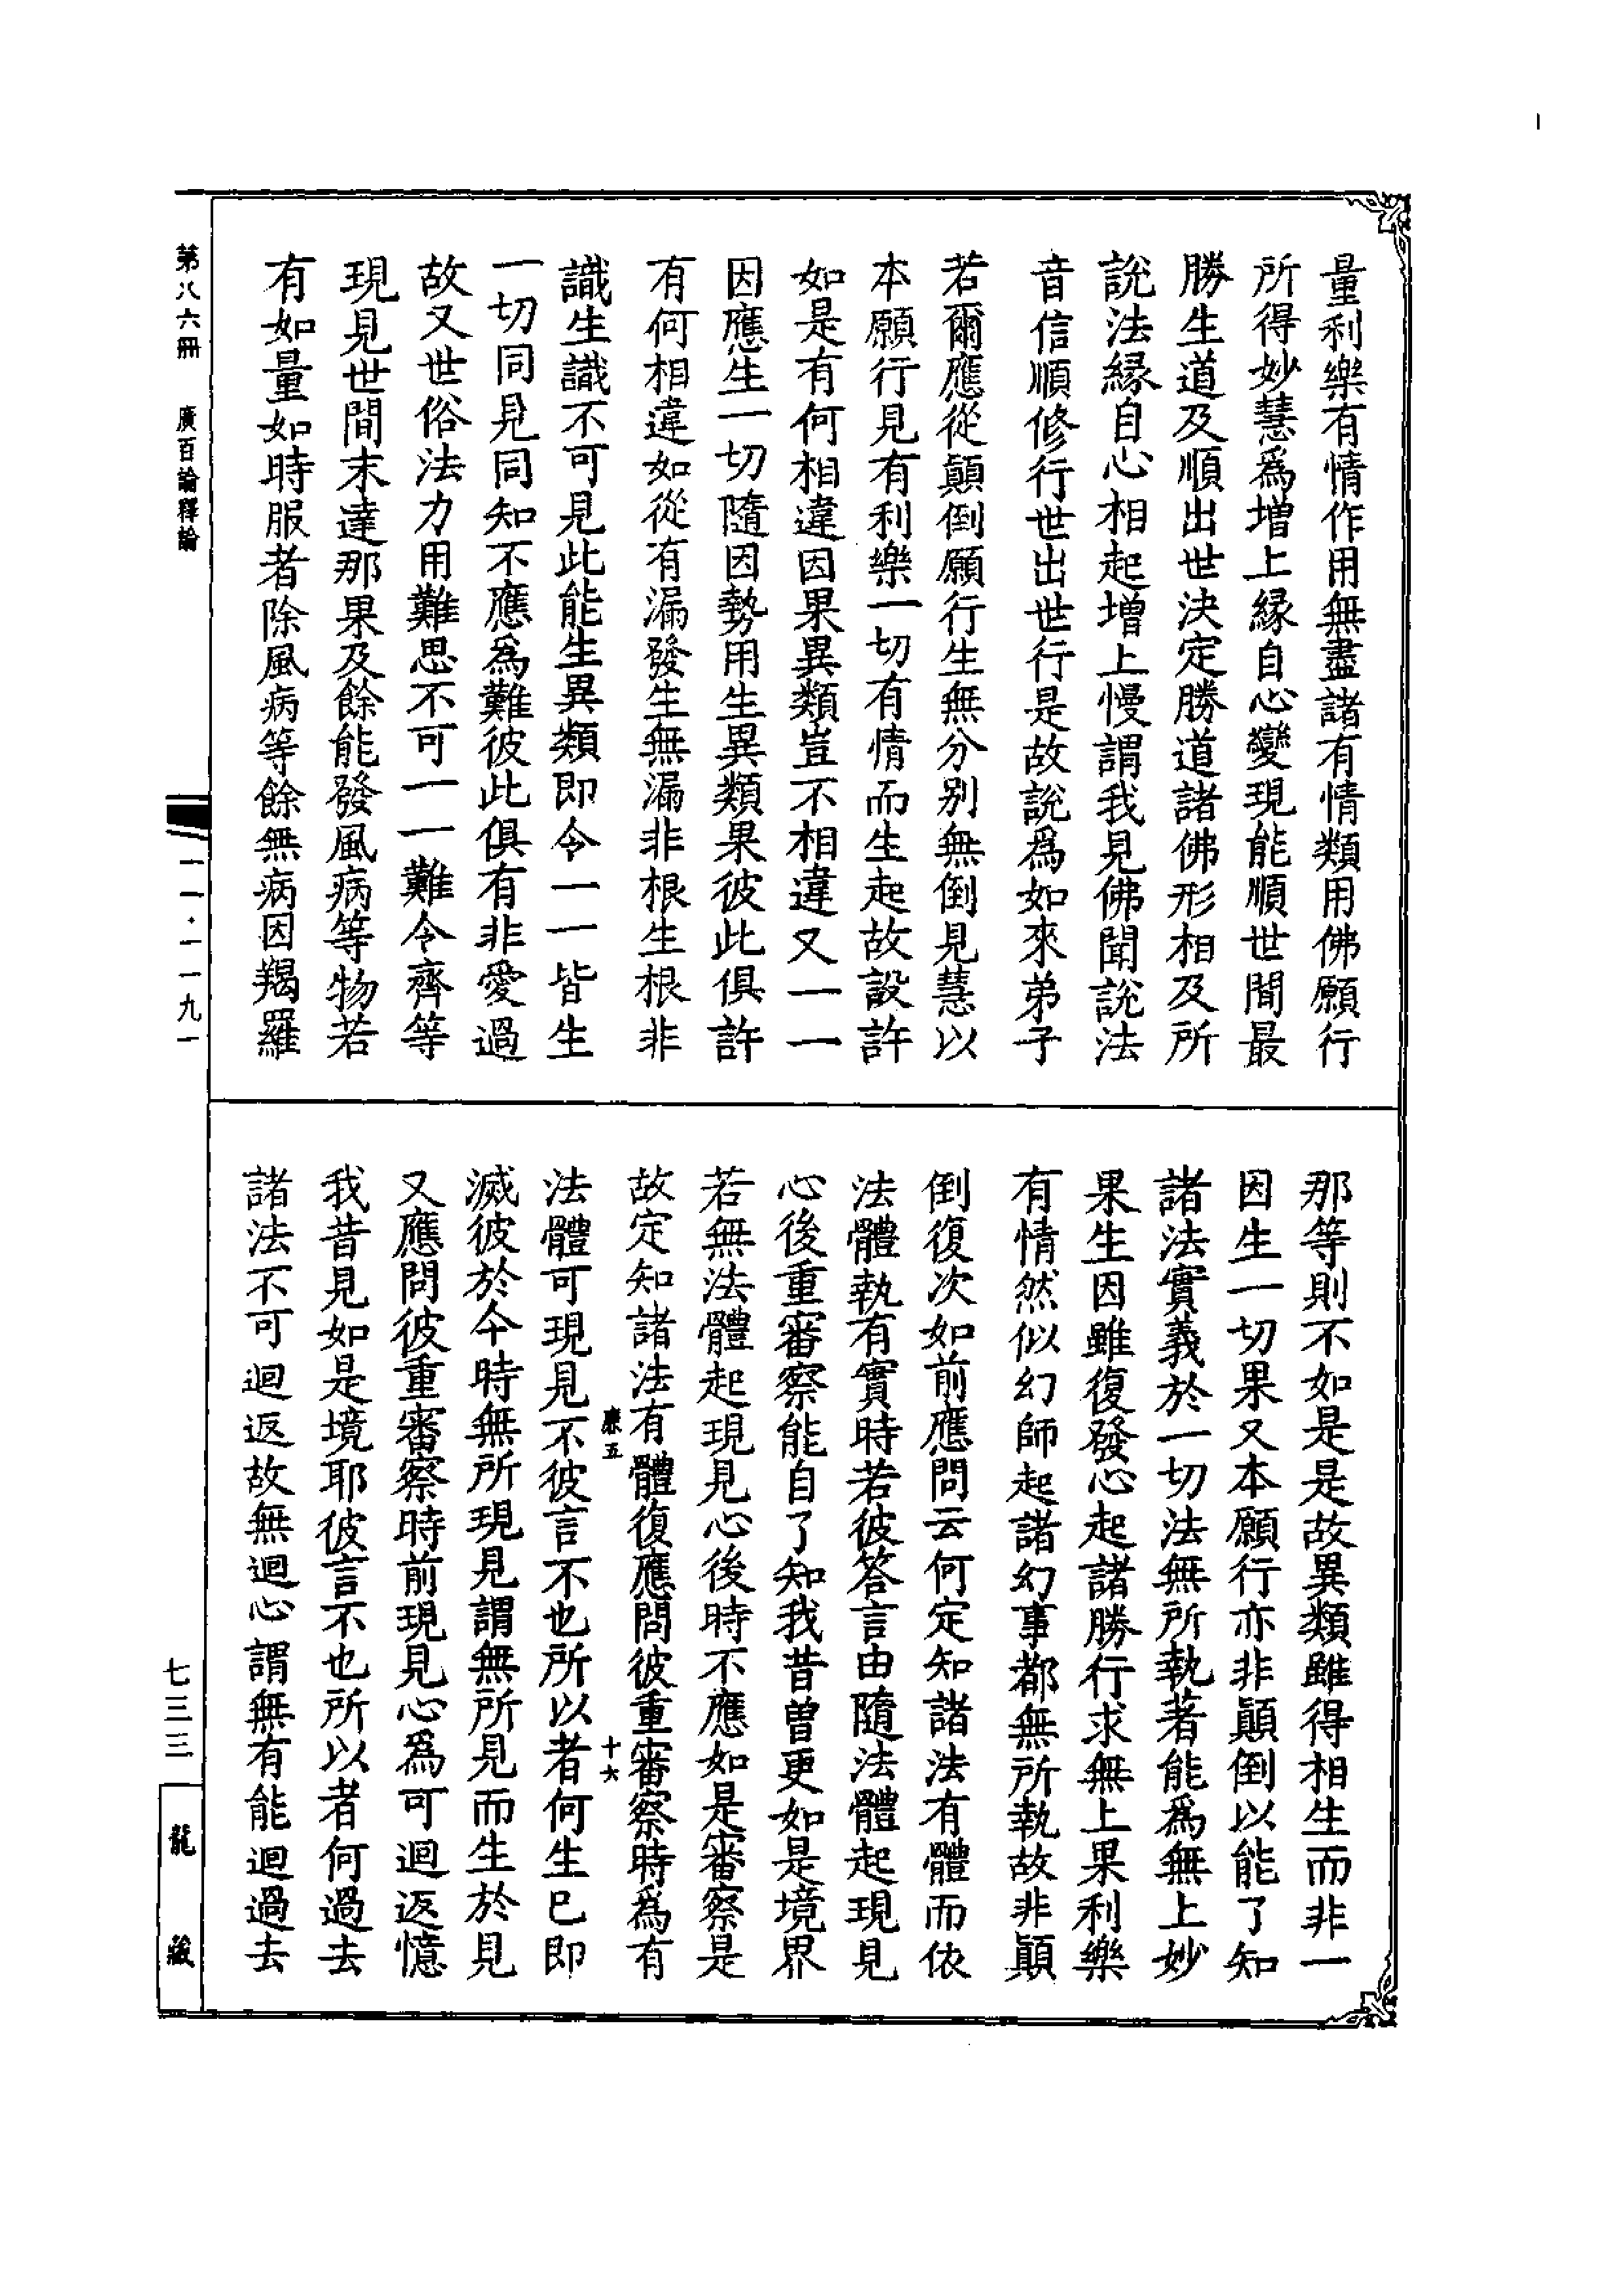 量利樂有情作用無盡諸有情類用佛願行
所得妙慧爲增上緣自心變現能順世間最
勝生道及順出世決定勝道諸佛形相及所
說法緣自心相起增上慢謂我見佛聞說法
音信順修行世出世行是故說爲如來弟子
若爾應從顛倒願行生無分別無倒見慧以
本願行見有利樂一切有情而生起故設許
如是有何相違因果異類豈不相違又一一
因應生一切隨因勢用生異類果彼此俱許
有何相違如從有漏發生無漏非根生根非
識生識不可見此能生異類即令一一皆生
一切同見同知不應爲難彼此俱有非愛過
故又世俗法力用難思不可一一難令齊等
現見世間末達那果及餘能發風病等物若
有如量如時服者除風病等餘無病因羯羅
那等則不如是是故異類雖得相生而非一
因生一切果又本願行亦非顛倒以能了知
諸法實義於一切法無所執著能爲無上妙
果生因雖復發心起諸勝行求無上果利樂
有情然似幻師起諸幻事都無所執故非顛
倒復次如前應問云何定知諸法有體而依
法體執有實時若彼答言由隨法體起現見
心後重審察能自了知我昔曾更如是境界
若無法體起現見心後時不應如是審察是
故定知諸法有體復應問彼重審察時爲有
康五
十六
法體可現見不彼言不也所以者何生已即
滅彼於今時無所現見謂無所見而生於見
又應問彼重審察時前現見心爲可迴返憶
我昔見如是境耶彼言不也所以者何過去
諸法不可迴返故無迴心謂無有能迴過去
第八六冊 廣百論釋論
一一·一一九一
七三三
龍藏